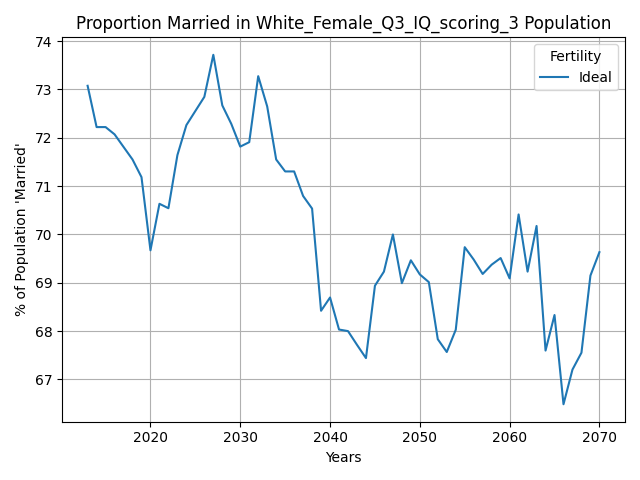 Proportion Married in White_Female_Q3_IQ_scoring_3 Population
Fertility
Ideal
% of Population 'Married'
74
73
72
71
70
69
68
67
2020 2030 2040 2050 2060 2070
Years